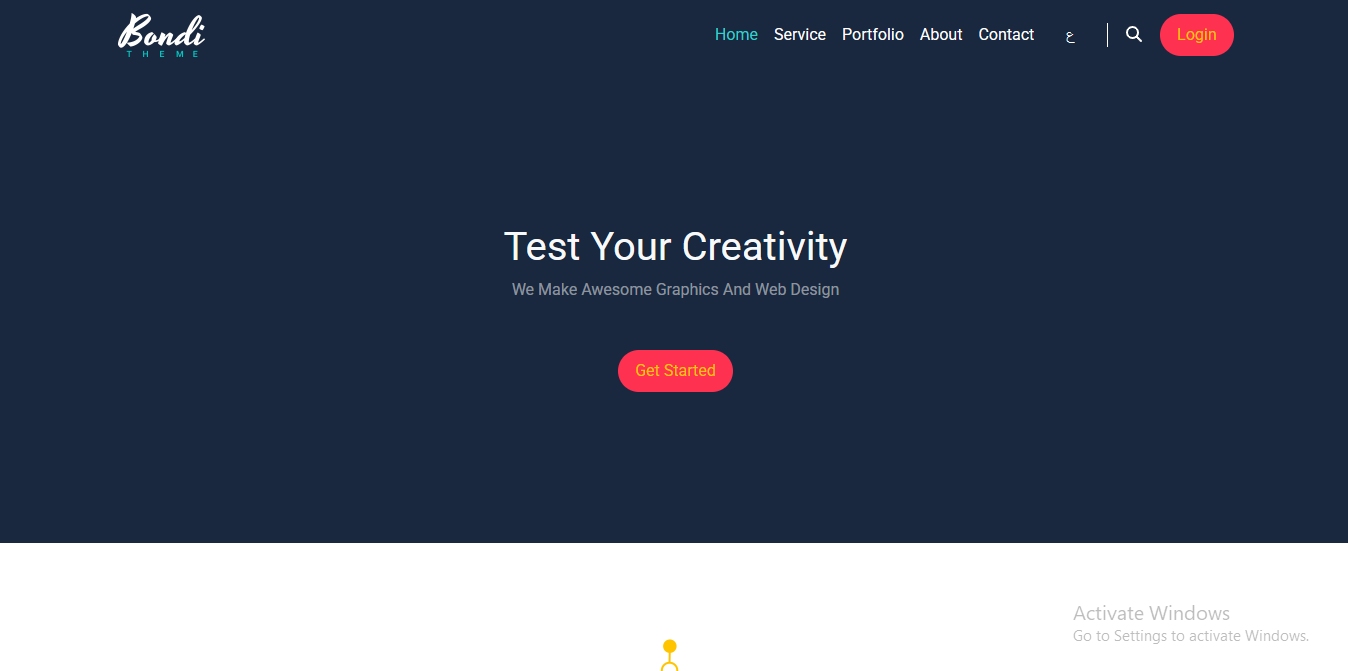 Bondi
THEME
Home Service Portfolio About Contact ع Login
Test Your Creativity
We Make Awesome Graphics And Web Design
Get Started
Activate Windows
Go to Settings to activate Windows.